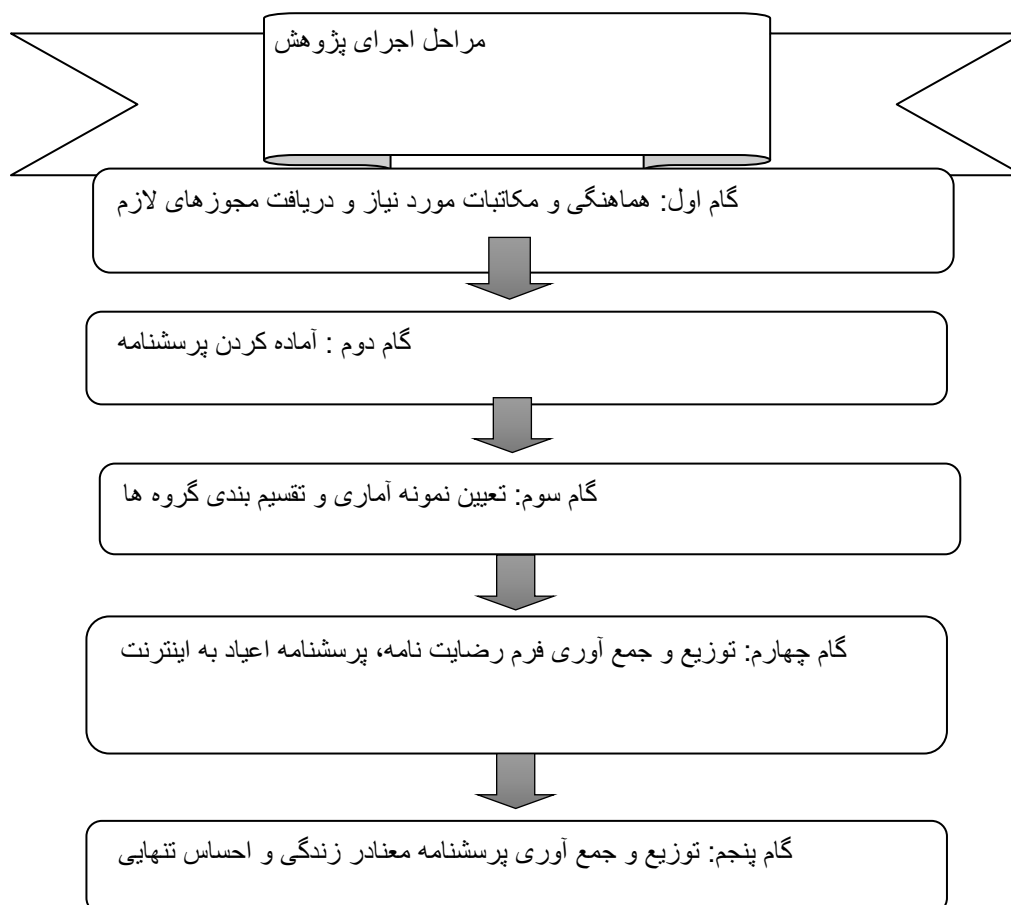 مراحل اجرای پژوهش
گام اول: هماهنگی و مکاتبات مورد نیاز و دریافت مجوزهای لازم
گام دوم : آماده کردن پرسشنامه
گام سوم: تعیین نمونه آماری و تقسیم بندی گروه ها
گام چهارم: توزیع و جمع آوری فرم رضایت نامه، پرسشنامه اعیاد به اینترنت
گام پنجم: توزیع و جمع آوری پرسشنامه معنادر زندگی و احساس تنهایی